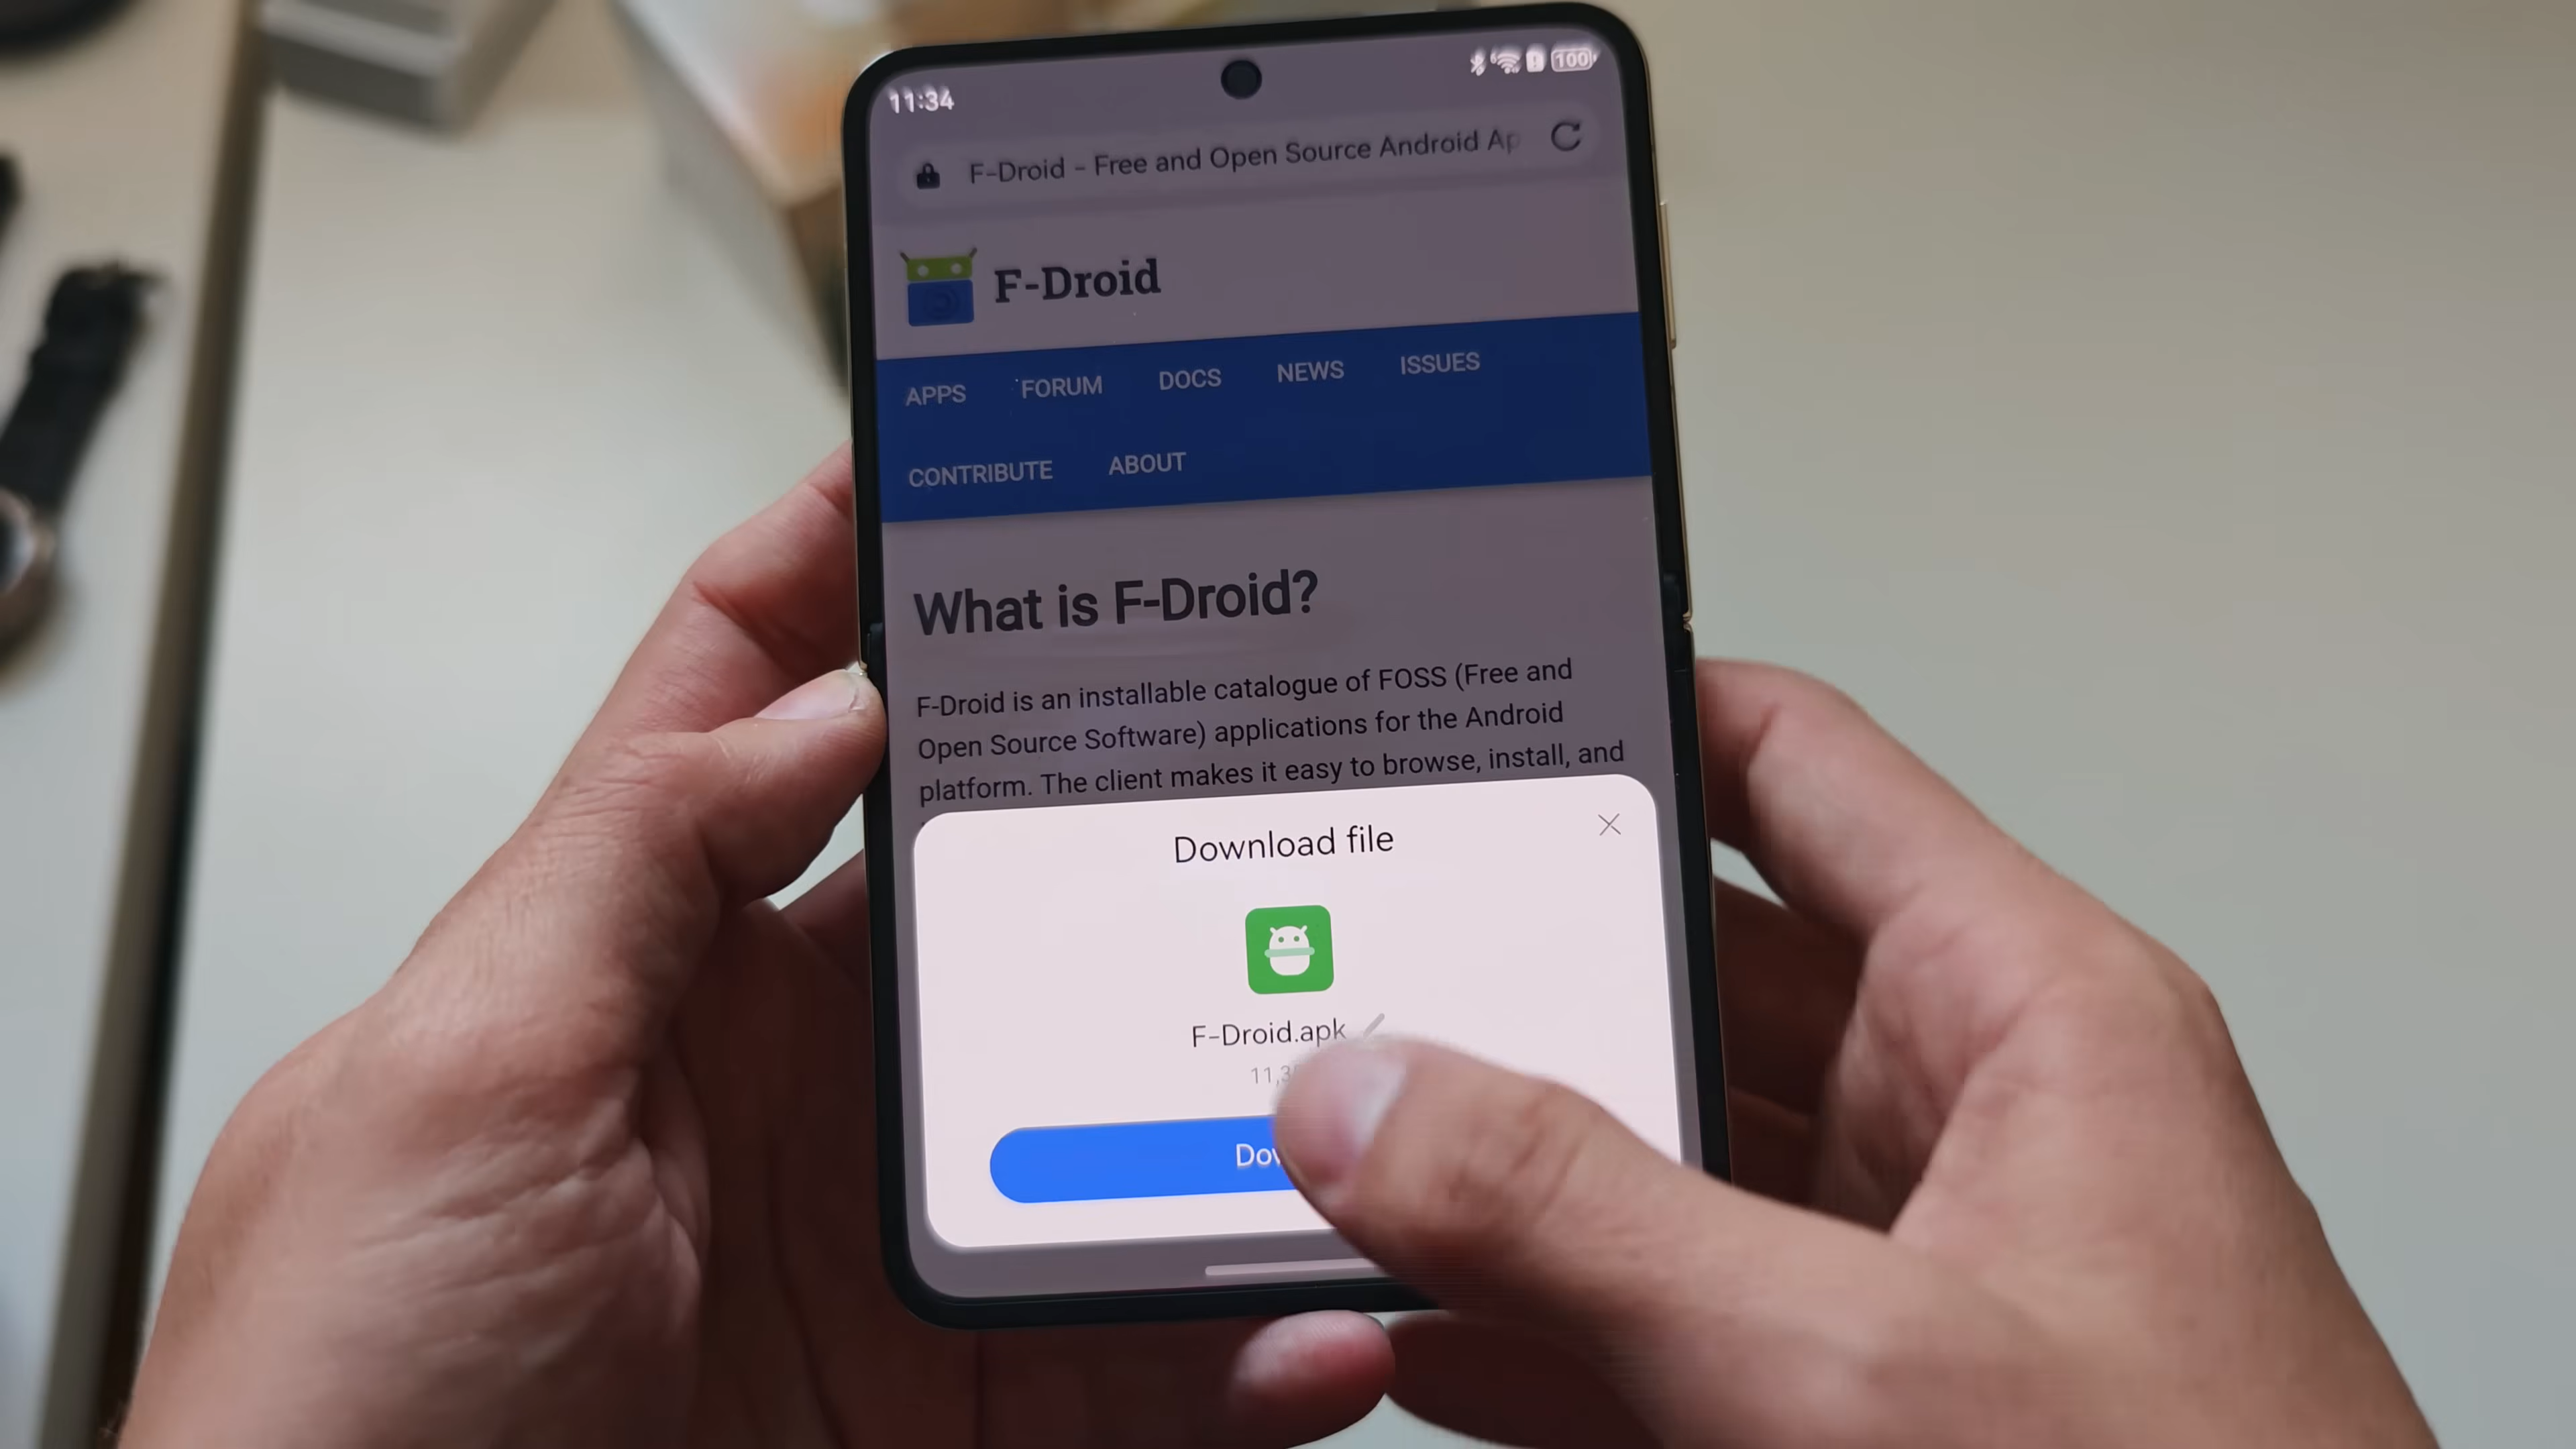 11:34
100
F-Droid - Free and Open Source Android Ap
F-Droid
APPS FORUM DOCS NEWS ISSUES
CONTRIBUTE ABOUT
What is F-Droid?
F-Droid is an installable catalogue of FOSS (Free and
Open Source Software) applications for the Android
platform. The client makes it easy to browse, install, and
Download file
F-Droid.apk